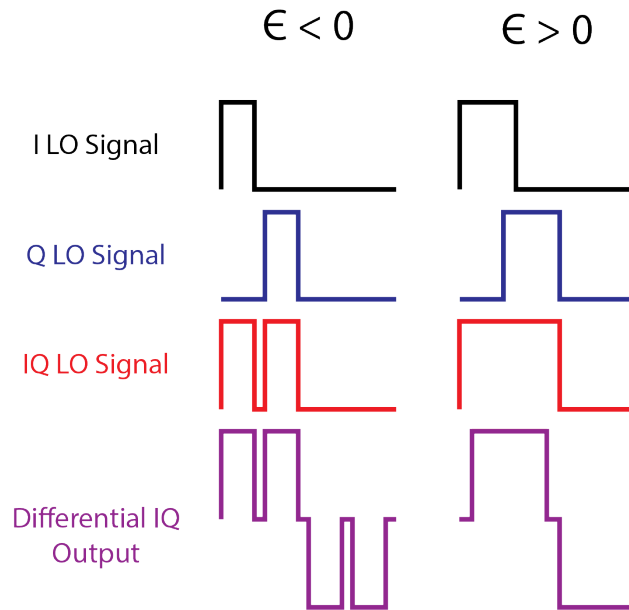 ϵ < 0
ϵ > 0
I LO Signal
Q LO Signal
IQ LO Signal
Differential IQ
Output